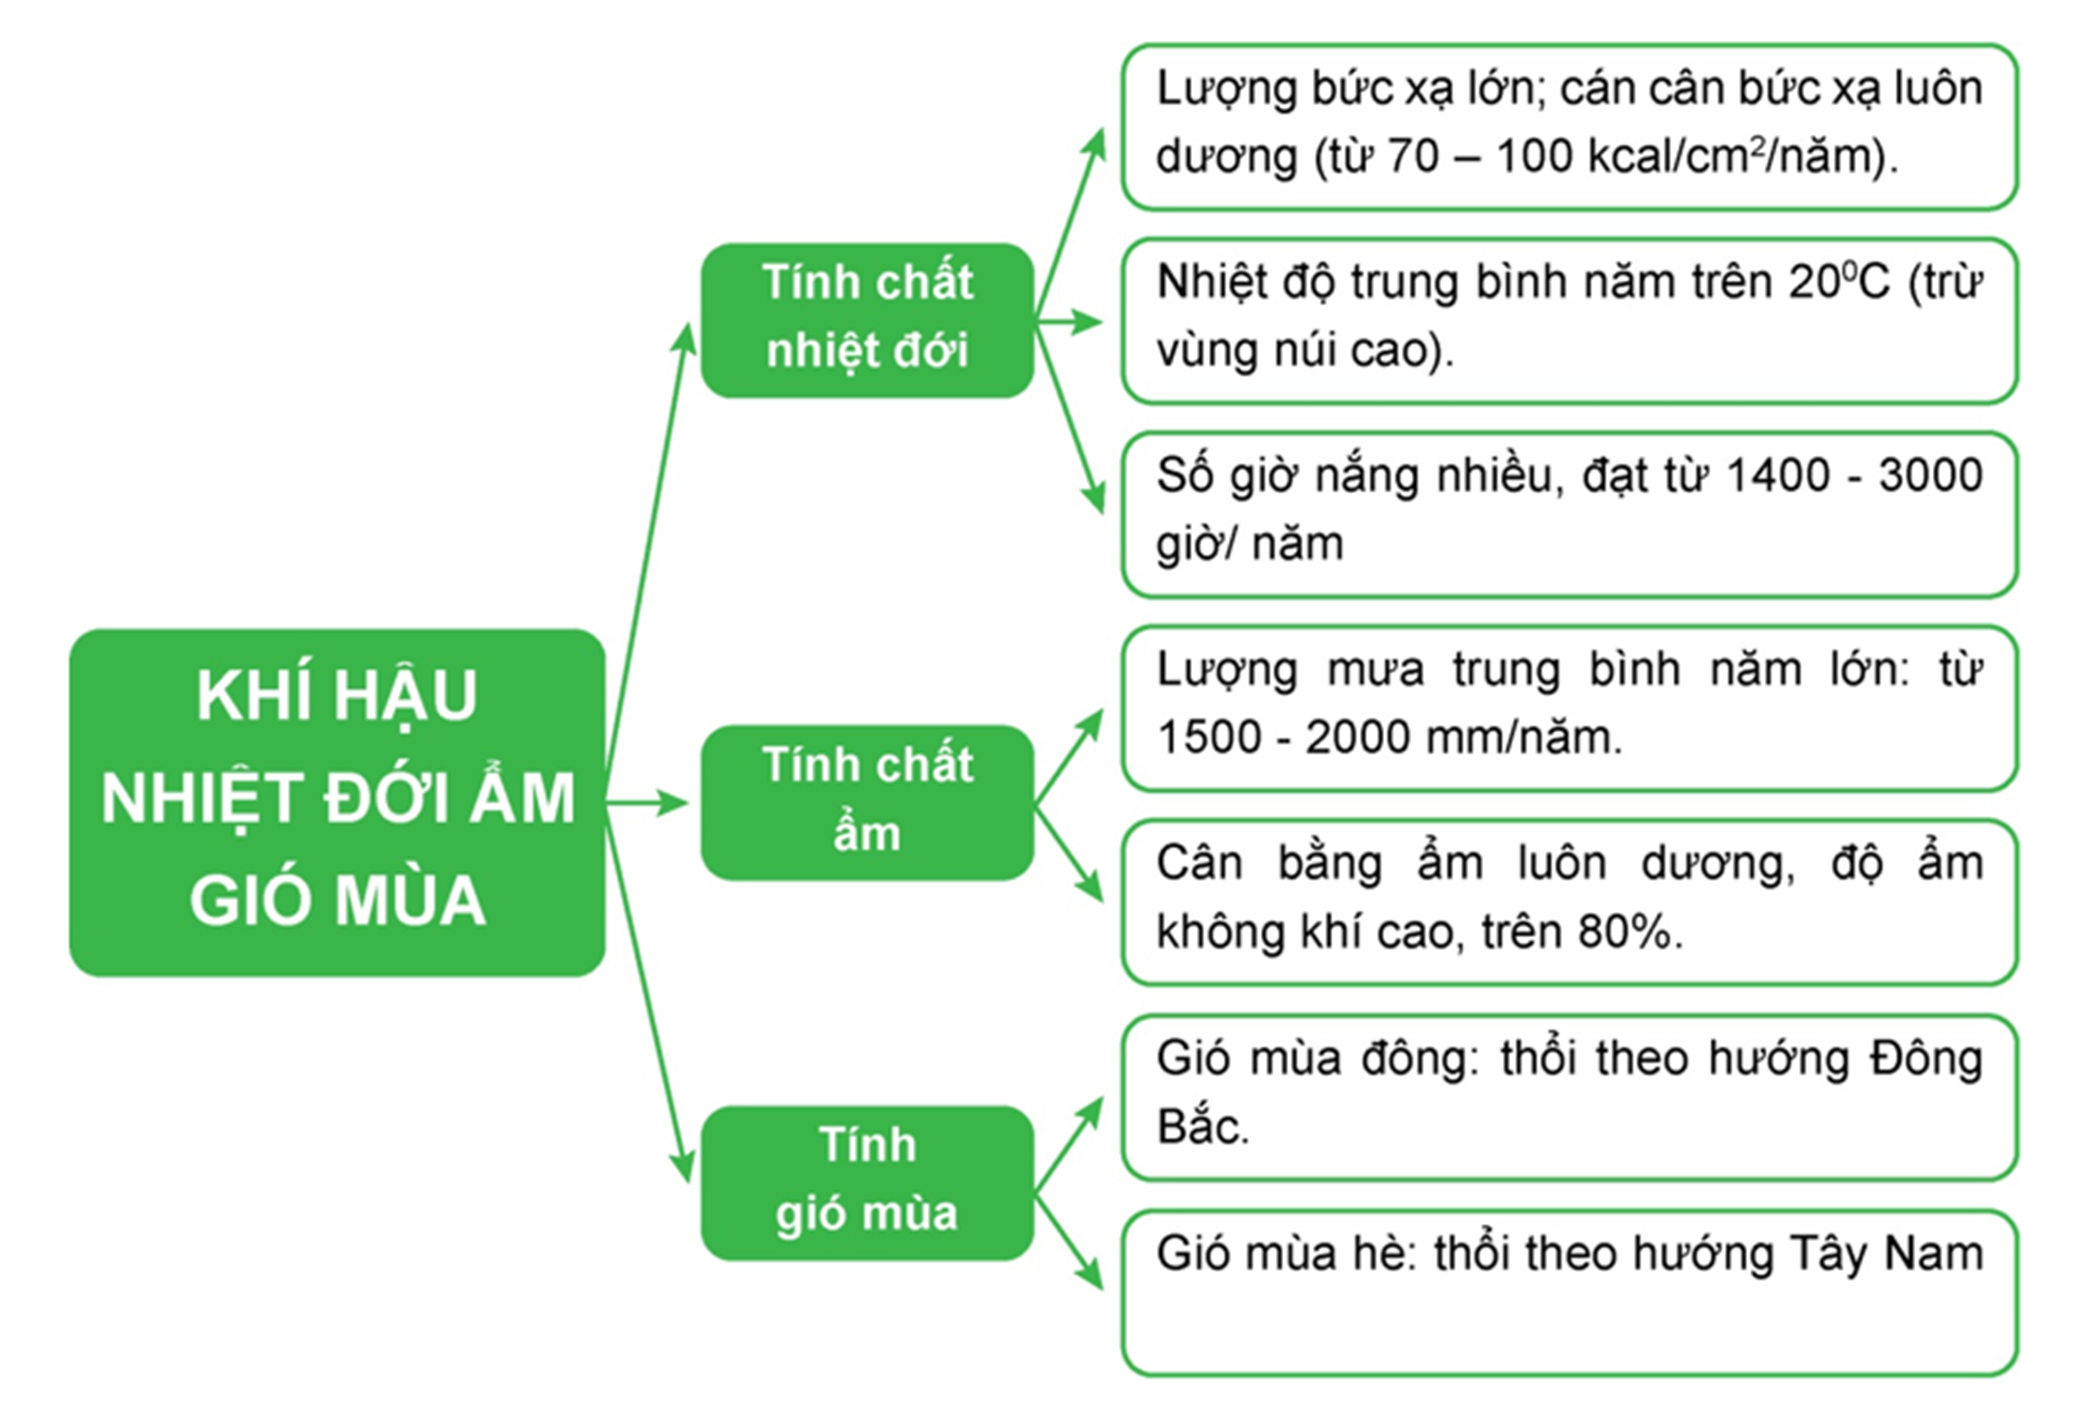 KHÍ HẬU
NHIỆT ĐỚI ẨM
GIÓ MÙA
Tính chất
nhiệt đới
Lượng bức xạ lớn; cán cân bức xạ luôn
dương (từ 70 – 100 kcal/cm²/năm).
Nhiệt độ trung bình năm trên 20⁰C (trừ
vùng núi cao).
Số giờ nắng nhiều, đạt từ 1400 - 3000
giờ/ năm
Tính chất
ẩm
Lượng mưa trung bình năm lớn: từ
1500 - 2000 mm/năm.
Cân bằng ẩm luôn dương, độ ẩm
không khí cao, trên 80%.
Tính
gió mùa
Gió mùa đông: thổi theo hướng Đông
Bắc.
Gió mùa hè: thổi theo hướng Tây Nam